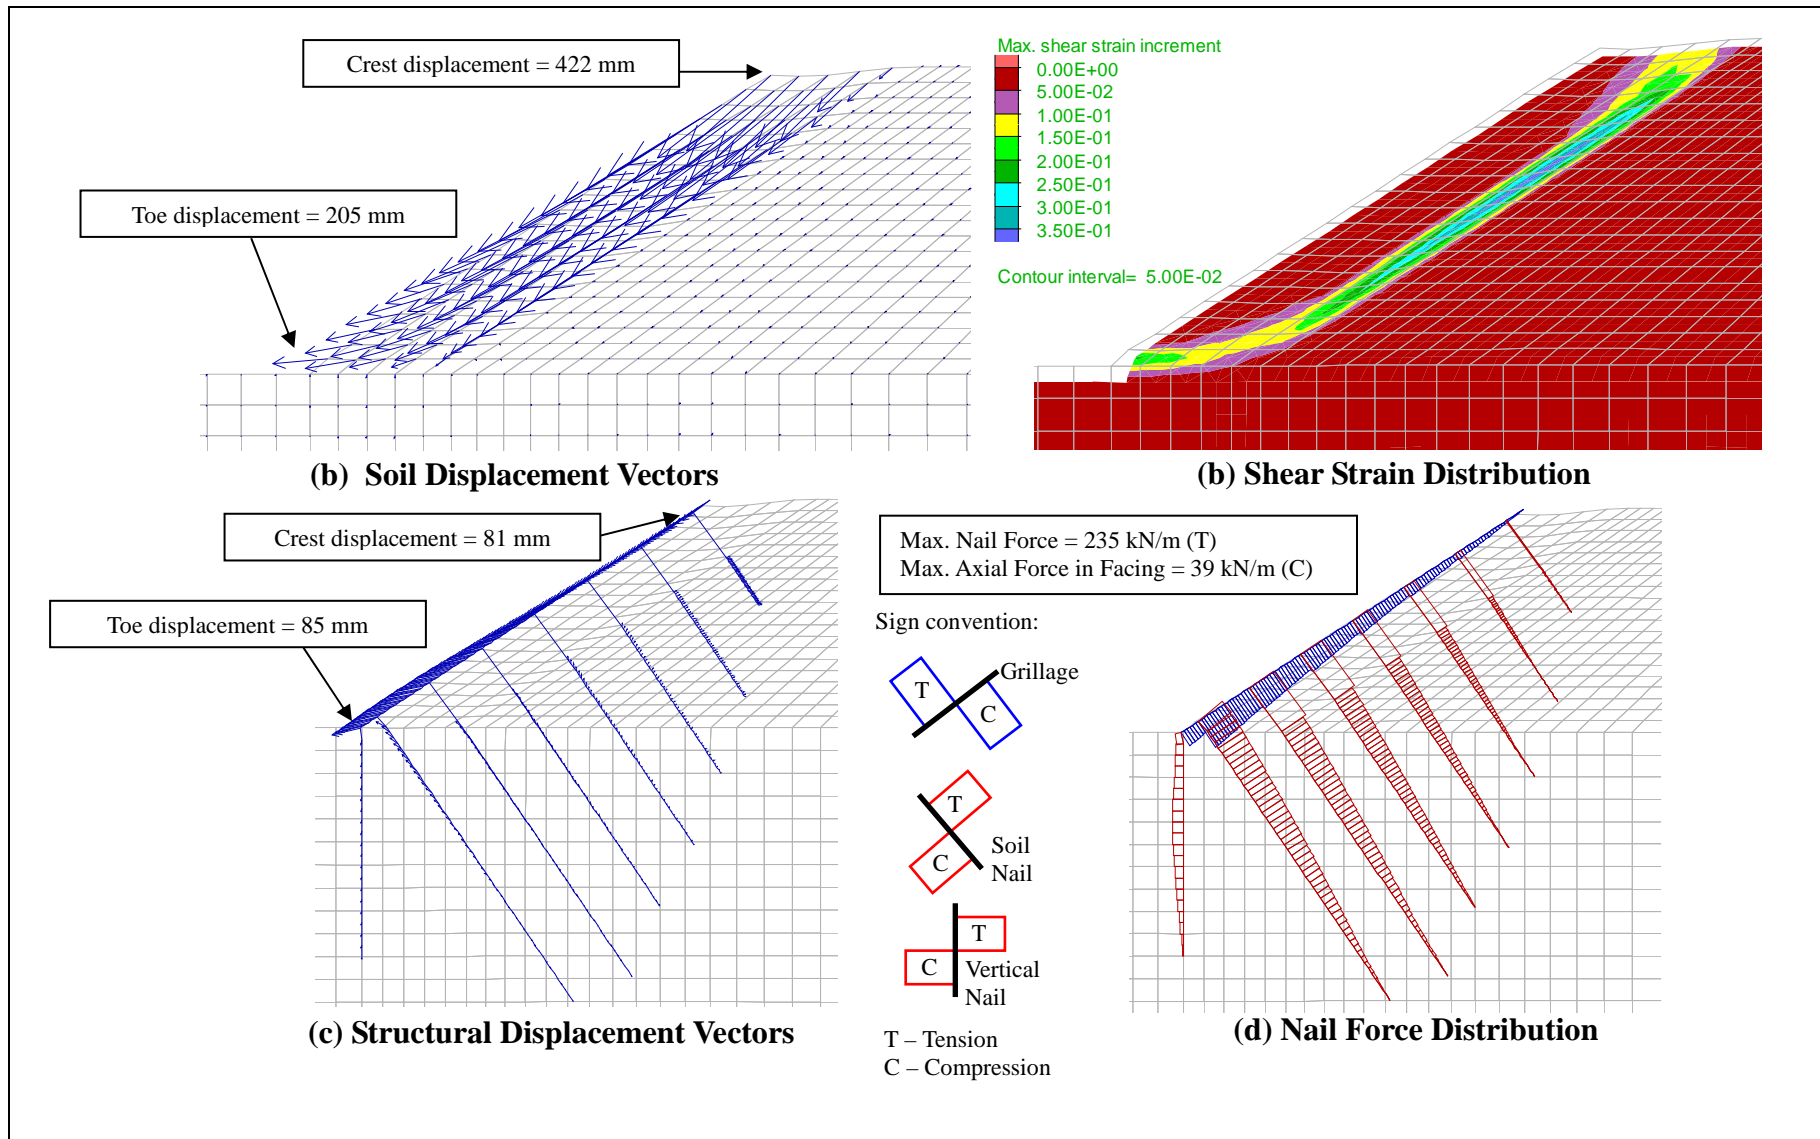 Crest displacement = 422 mm
Toe displacement = 205 mm
(b) Soil Displacement Vectors
Max. shear strain increment
0.00E+00
5.00E-02
1.00E-01
1.50E-01
2.00E-01
2.50E-01
3.00E-01
3.50E-01
Contour interval= 5.00E-02
(b) Shear Strain Distribution
Crest displacement = 81 mm
Toe displacement = 85 mm
(c) Structural Displacement Vectors
Max. Nail Force = 235 kN/m (T)
Max. Axial Force in Facing = 39 kN/m (C)
Sign convention:
T
Grillage
C
T
C
Soil
Nail
T
C
Vertical
Nail
T – Tension
C – Compression
(d) Nail Force Distribution